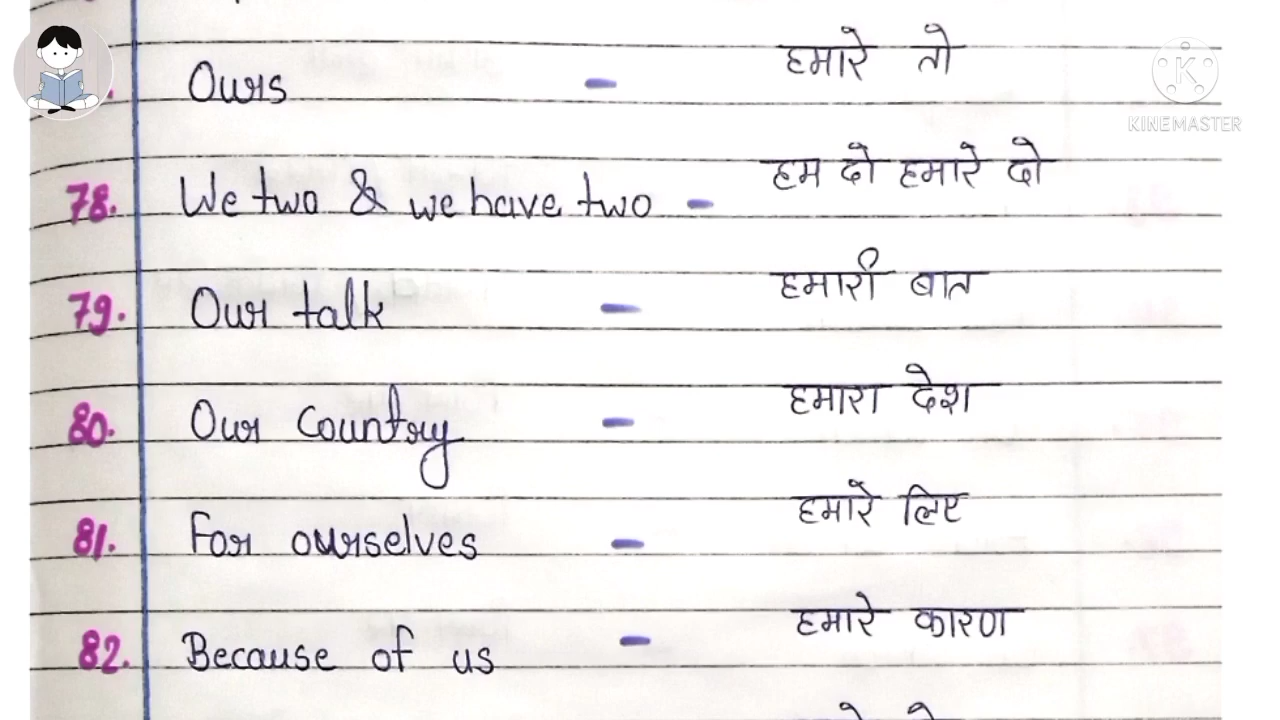 Ours - हमारे तो
KINEMASTER
78. We two & we have two - हम दो हमारे दो
79. Our talk - हमारी बात
80. Our Country - हमारा देश
81. For ourselves - हमारे लिए
82. Because of us - हमारे कारण